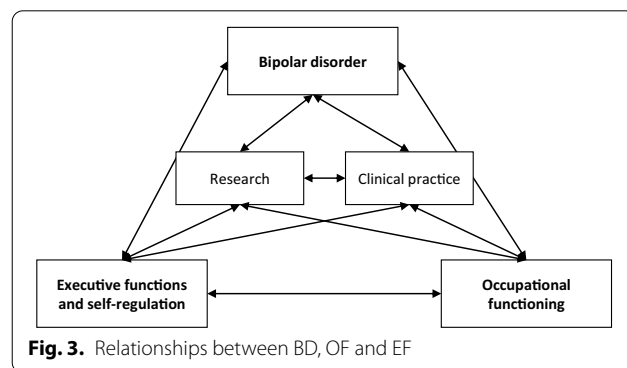 Bipolar disorder
Research
Clinical practice
Executive functions
and self-regulation
Occupational
functioning
Fig. 3. Relationships between BD, OF and EF